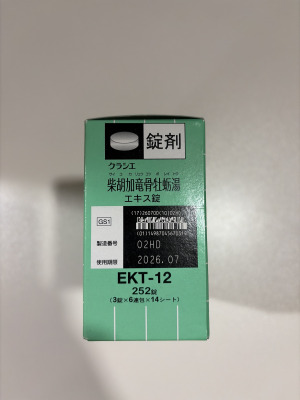 錠剤
クラシエ
サイコカリュウコツボレイトウ
柴胡加竜骨牡蛎湯
エキス錠
GS1
製造番号
02HD
使用期限
2026.07
EKT-12
252錠
(3錠×6連包×14シート)